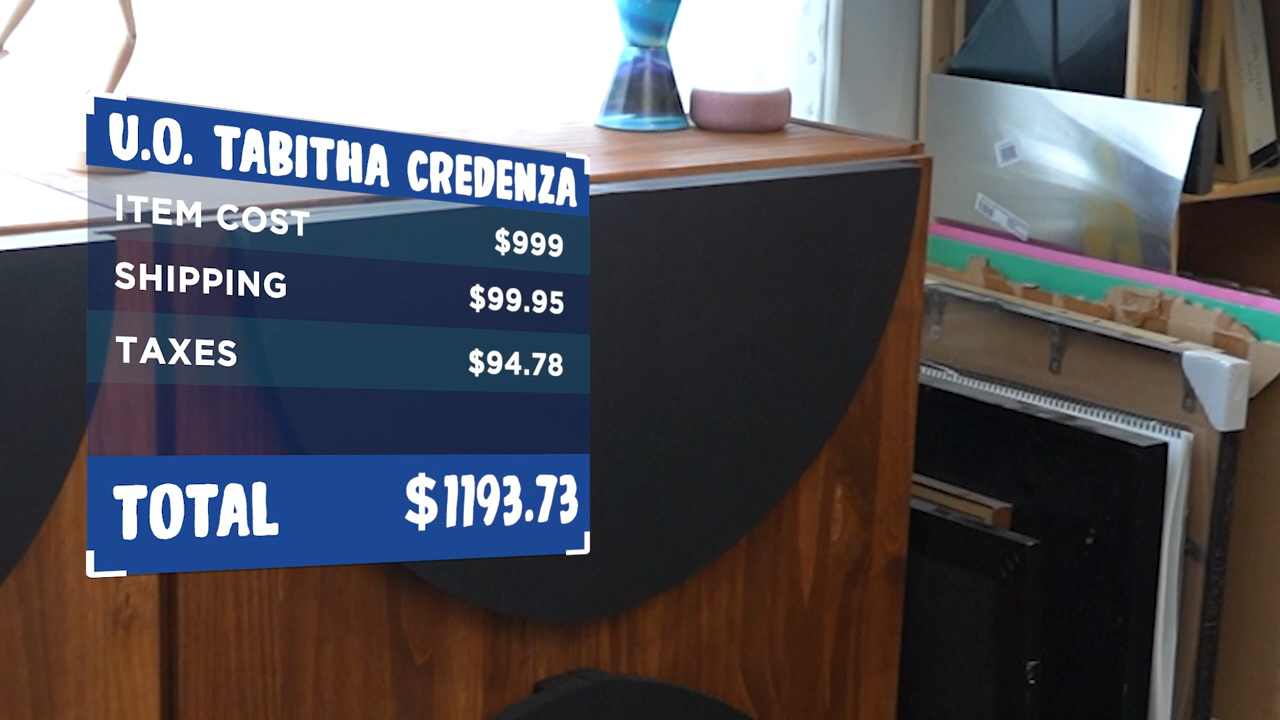 U.O. TABITHA CREDENZA
ITEM COST $999
SHIPPING $99.95
TAXES $94.78
TOTAL $1193.73